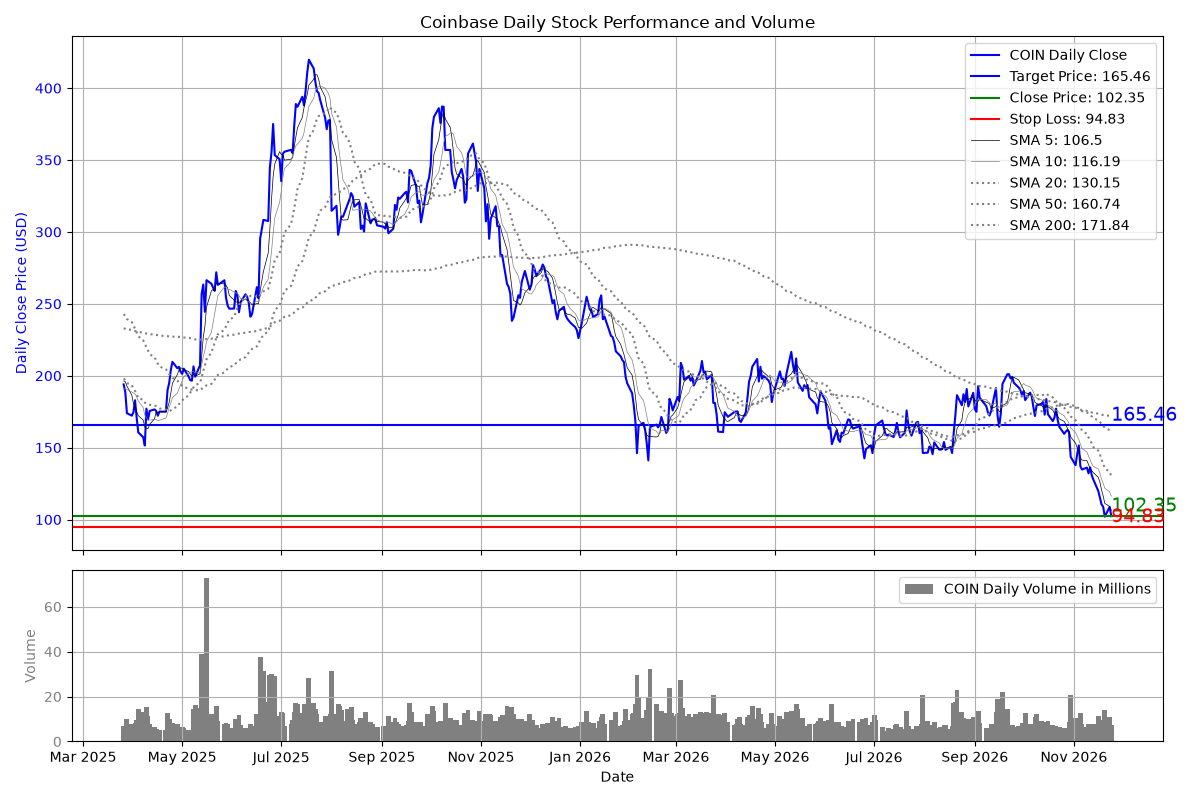 Coinbase Daily Stock Performance and Volume
Daily Close Price (USD)
400
350
300
250
200
150
100
COIN Daily Close
Target Price: 165.46
Close Price: 102.35
Stop Loss: 94.83
SMA 5: 106.5
SMA 10: 116.19
SMA 20: 130.15
SMA 50: 160.74
SMA 200: 171.84
165.46
102.35
94.83
Volume
60
40
20
0
COIN Daily Volume in Millions
Mar 2025 May 2025 Jul 2025 Sep 2025 Nov 2025 Jan 2026 Mar 2026 May 2026 Jul 2026 Sep 2026 Nov 2026
Date